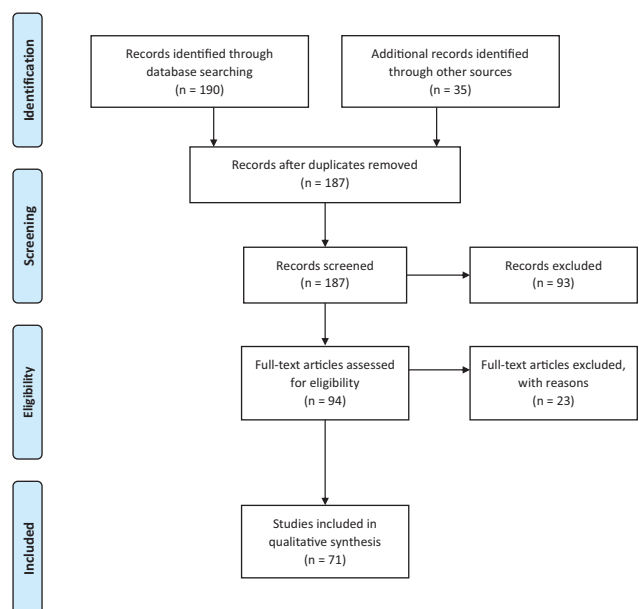 Identification
Records identified through
database searching
(n = 190)
Additional records identified
through other sources
(n = 35)
Records after duplicates removed
(n = 187)
Screening
Records screened
(n = 187)
Records excluded
(n = 93)
Eligibility
Full-text articles assessed
for eligibility
(n = 94)
Full-text articles excluded,
with reasons
(n = 23)
Included
Studies included in
qualitative synthesis
(n = 71)